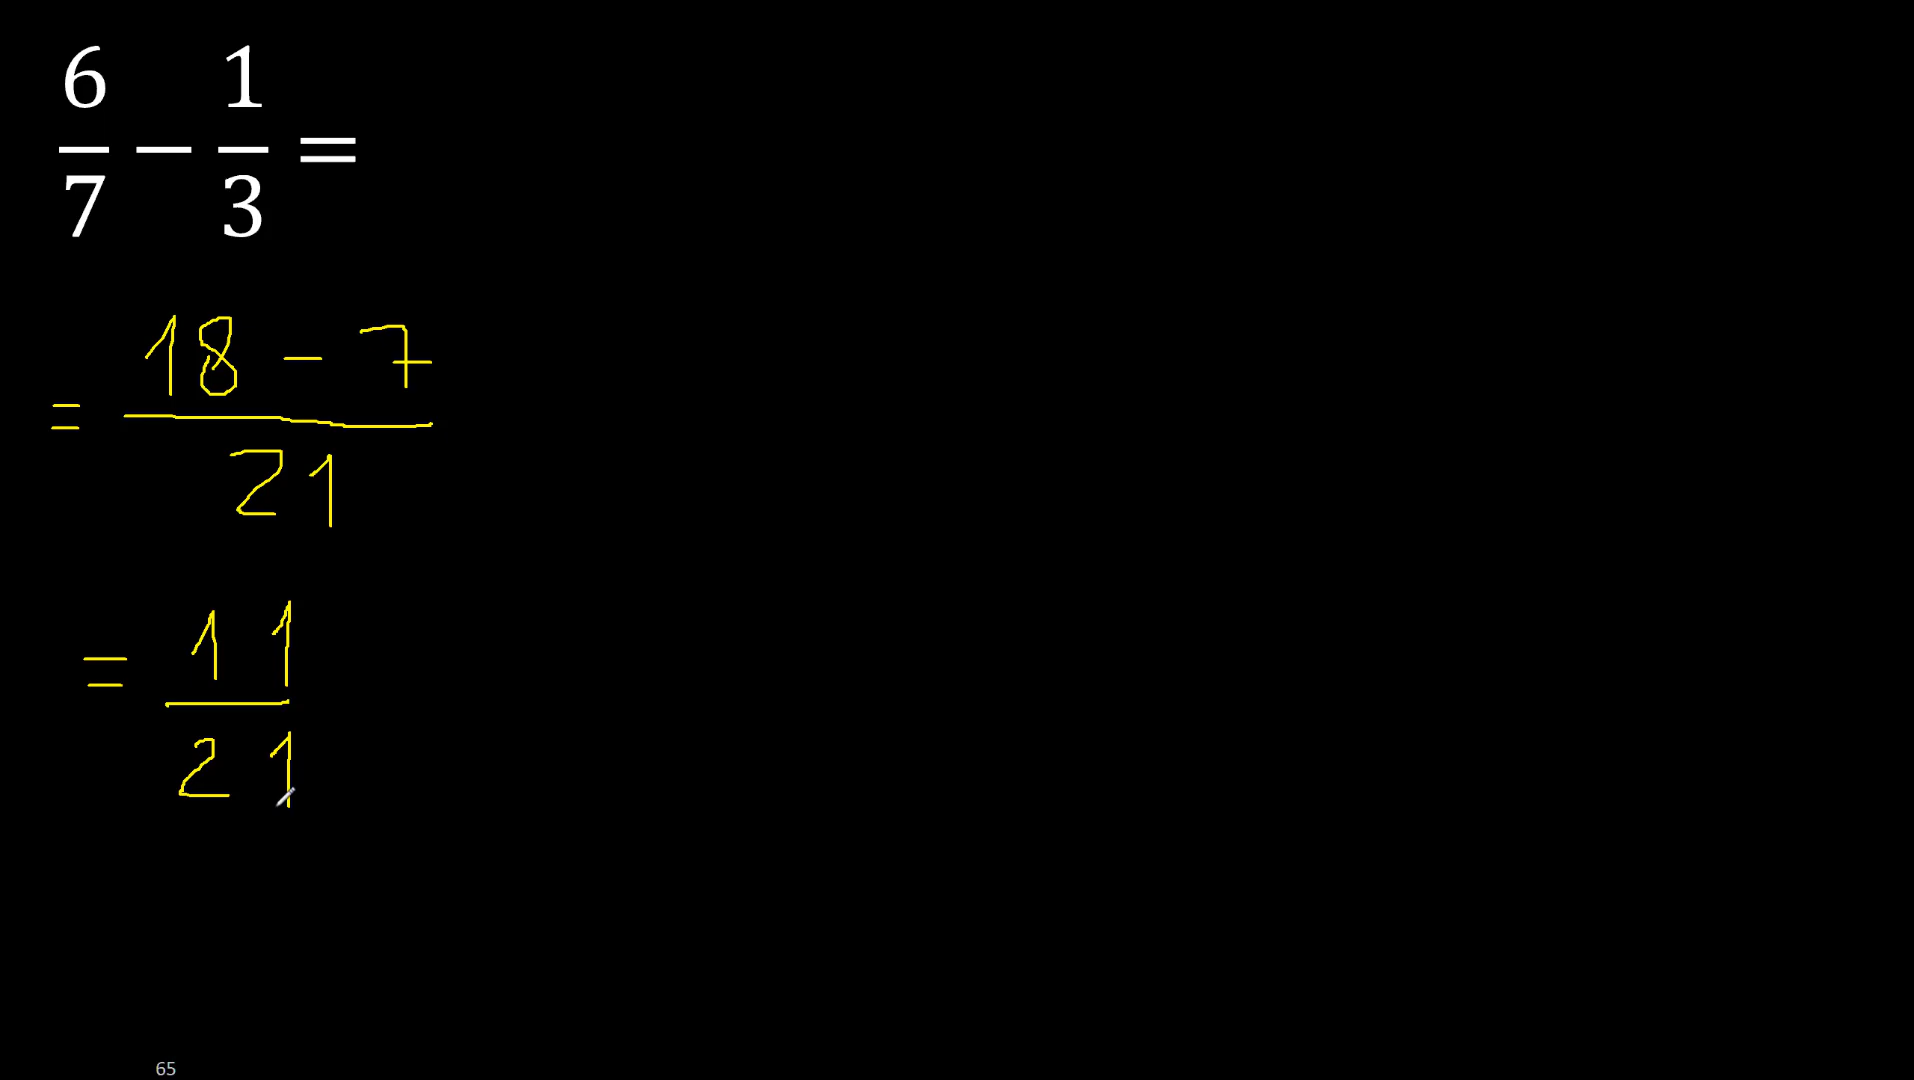 6/7 − 1/3 =
= (18 − 7)/21
= 11/21
65